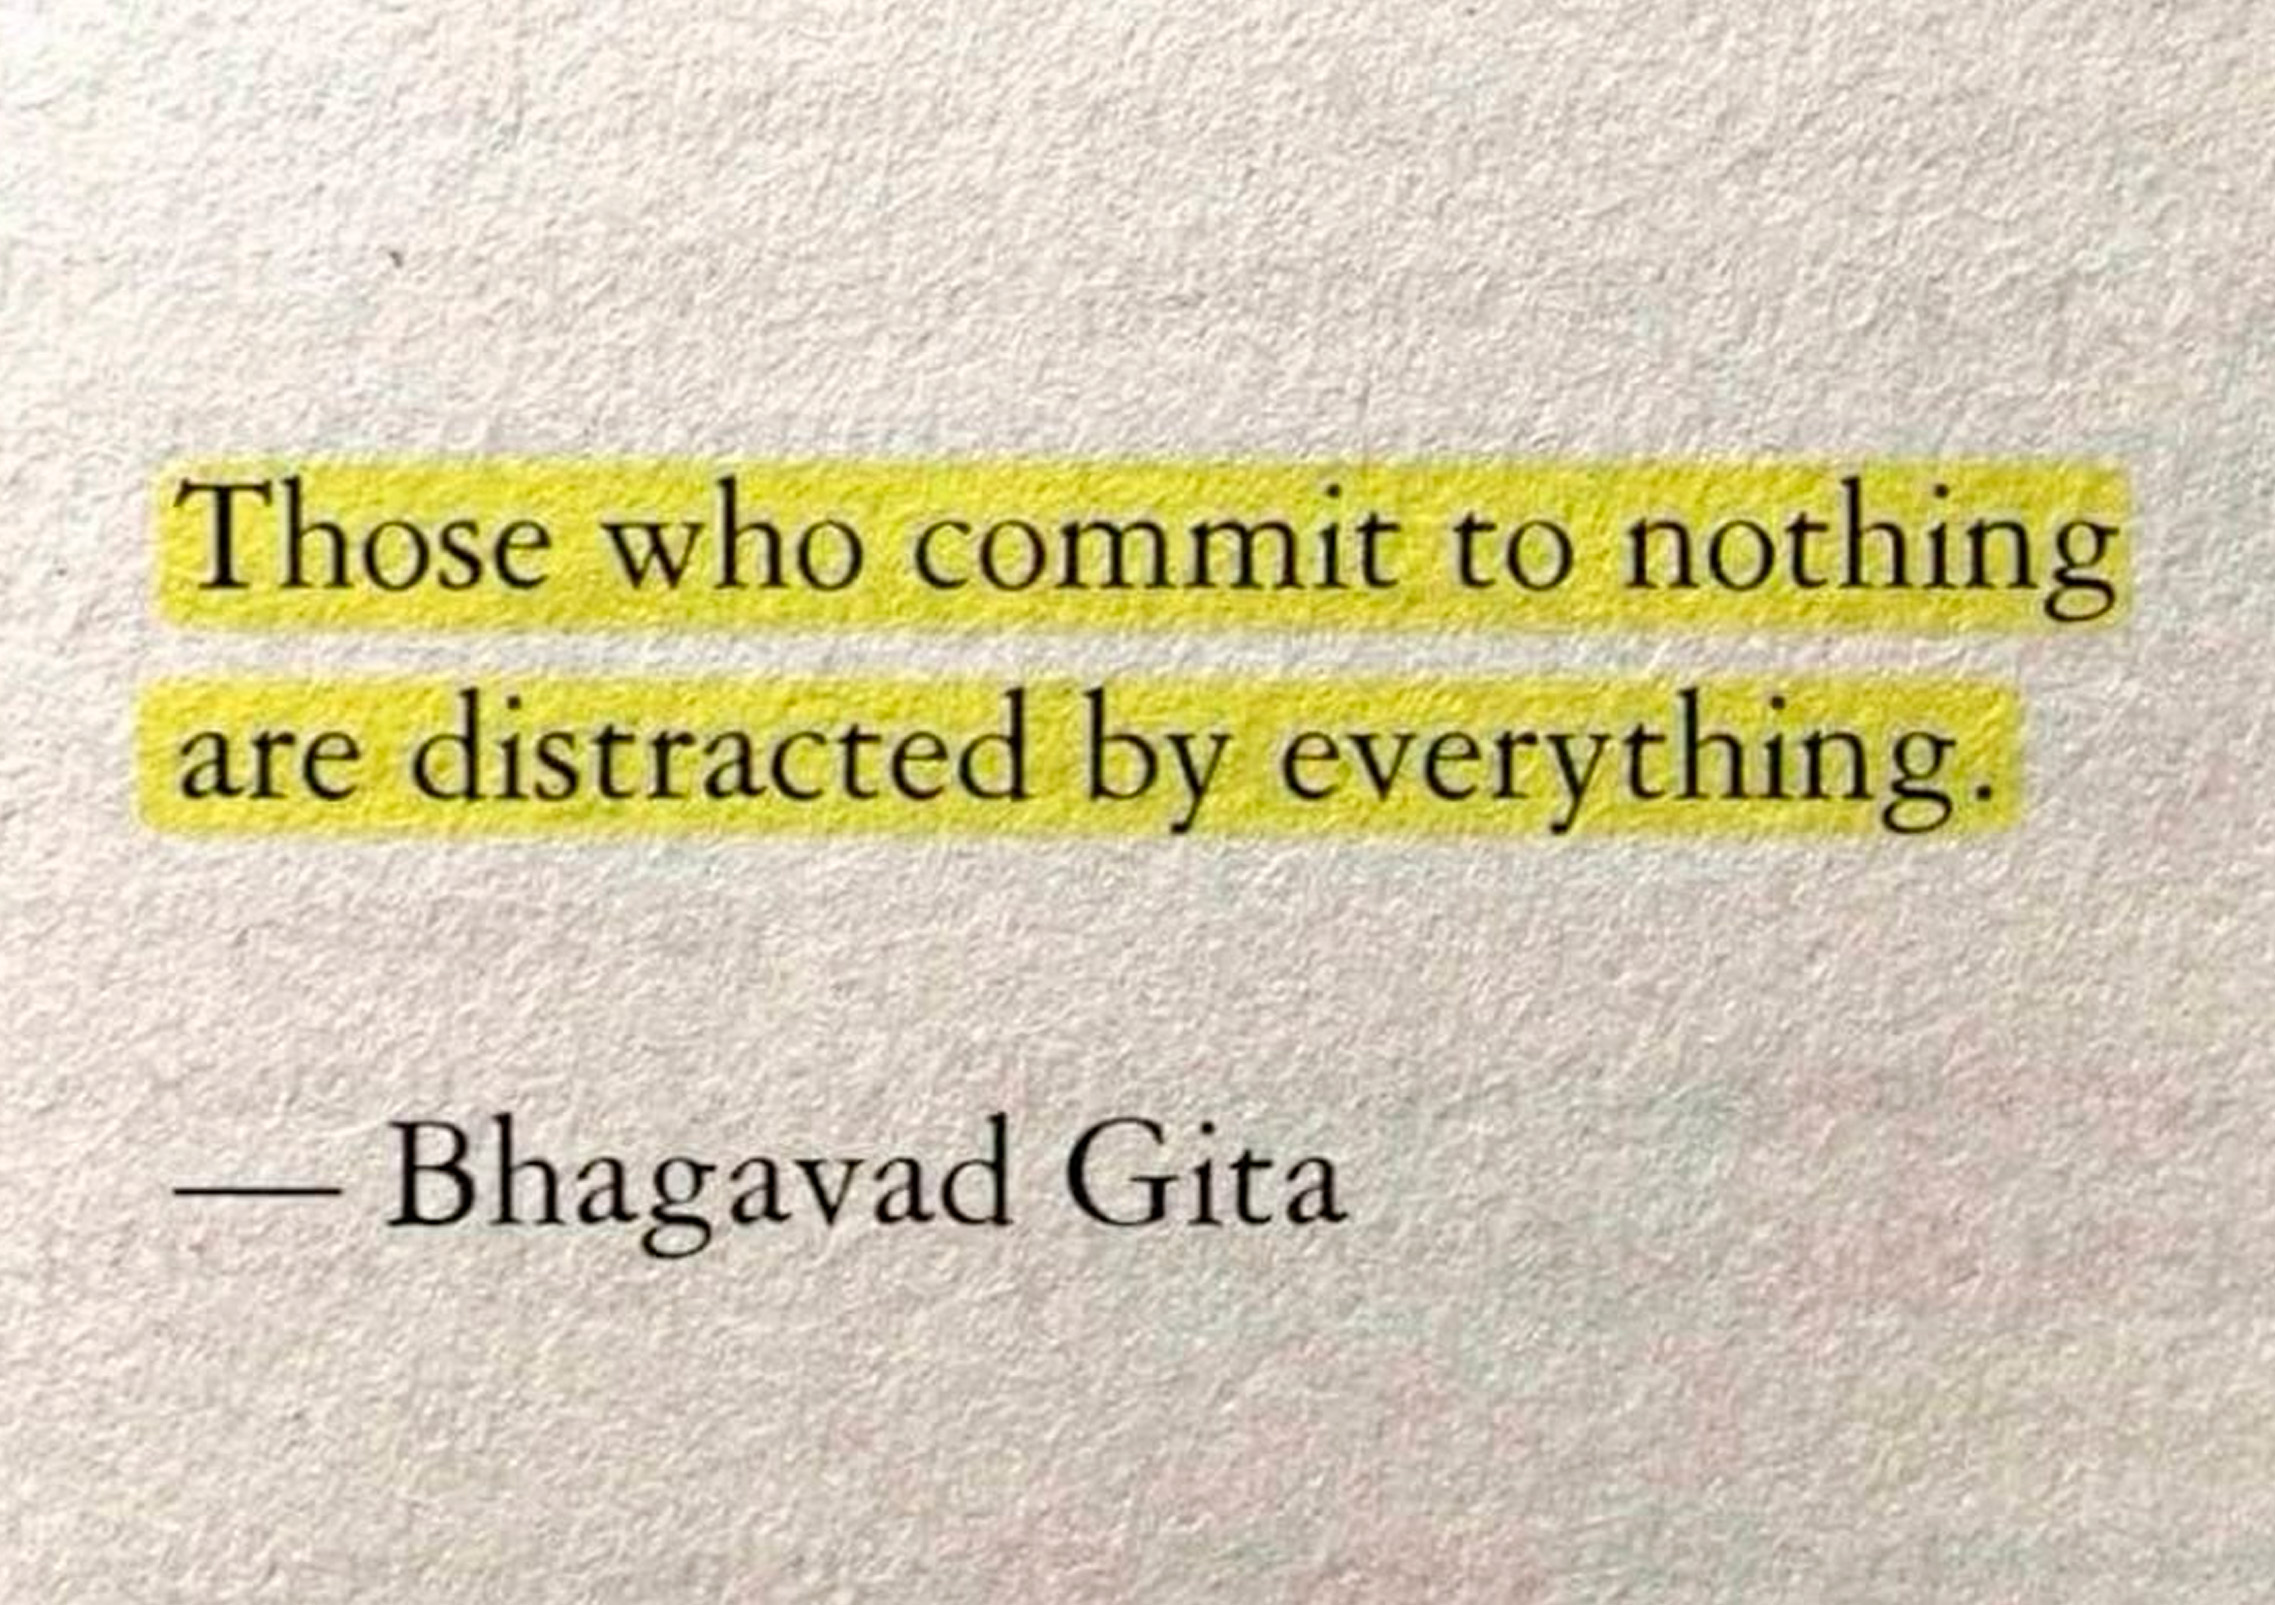 Those who commit to nothing
are distracted by everything.
— Bhagavad Gita